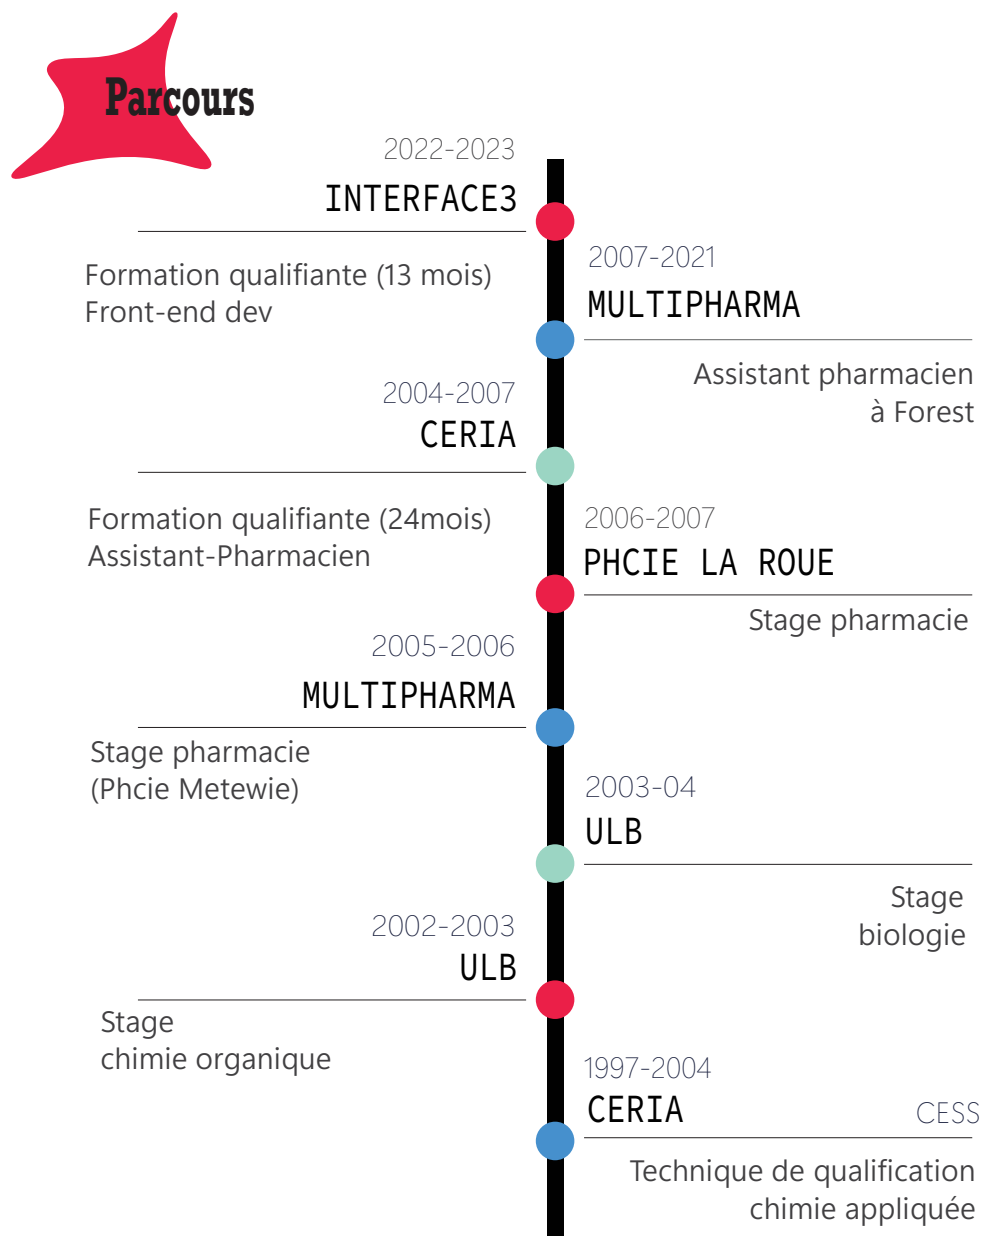 Parcours
2022-2023
INTERFACE3
Formation qualifiante (13 mois)
Front-end dev
2007-2021
MULTIPHARMA
Assistant pharmacien
à Forest
2004-2007
CERIA
Formation qualifiante (24mois)
Assistant-Pharmacien
2006-2007
PHCIE LA ROUE
Stage pharmacie
2005-2006
MULTIPHARMA
Stage pharmacie
(Phcie Metewie)
2003-04
ULB
Stage
biologie
2002-2003
ULB
Stage
chimie organique
1997-2004
CERIA CESS
Technique de qualification
chimie appliquée